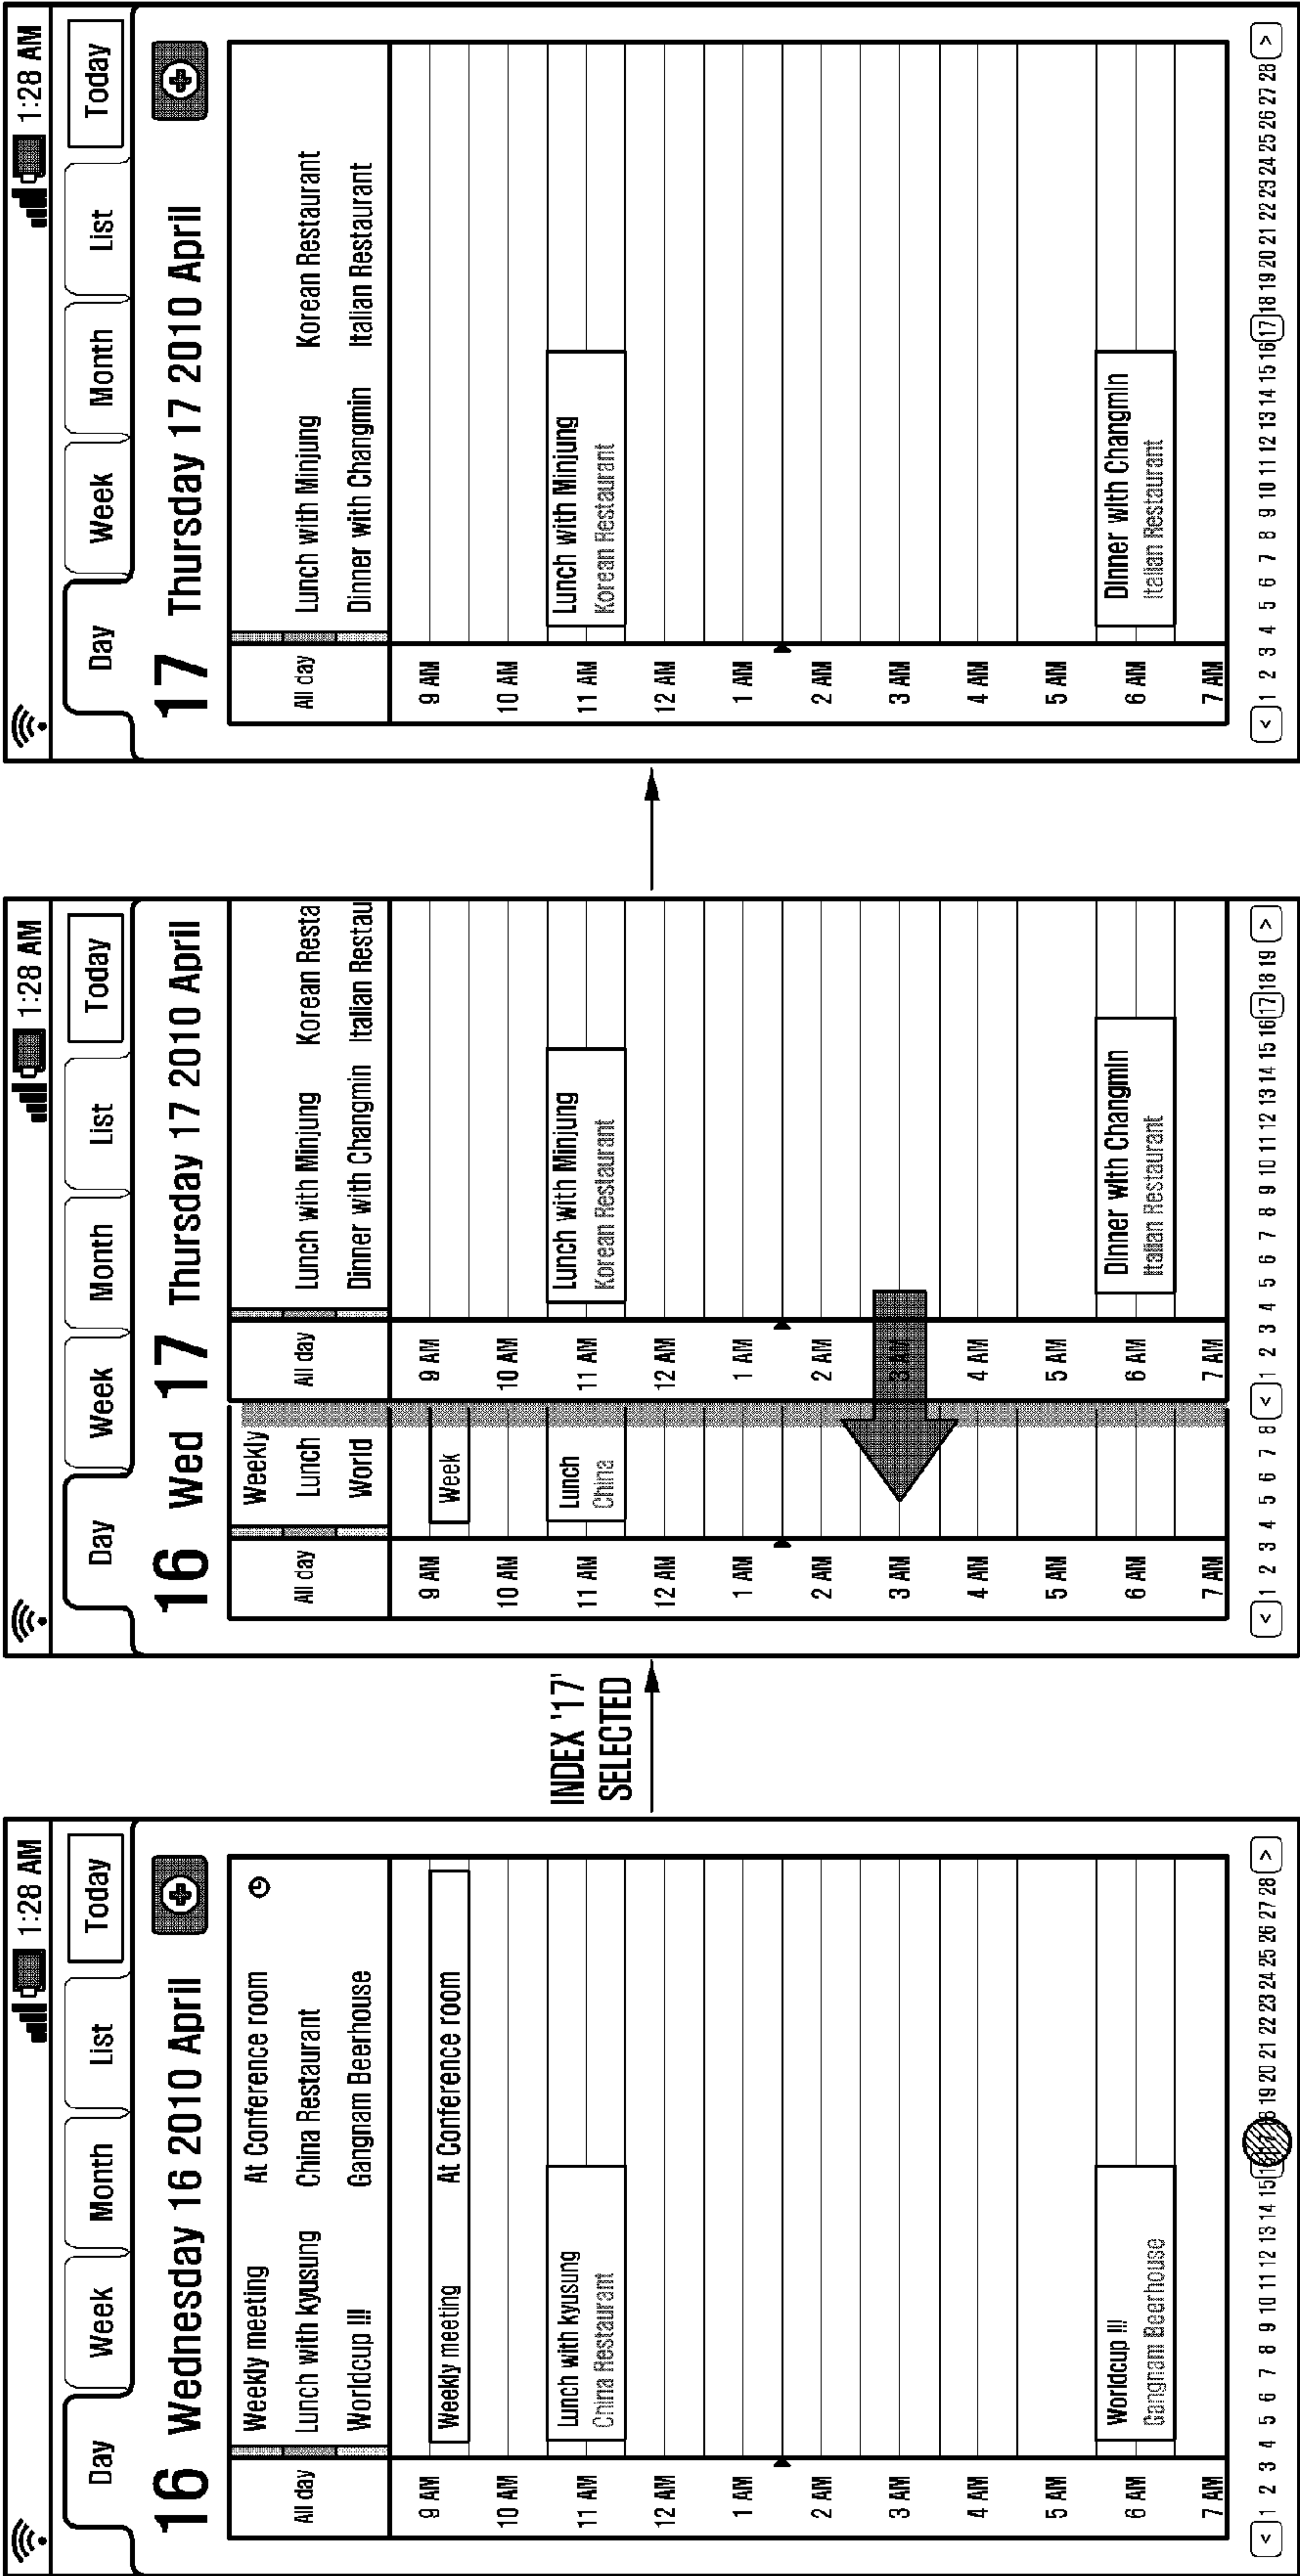 1:28 AM
Day Week Month List Today
16 Wednesday 16 2010 April
All day
Weekly meeting At Conference room
Lunch with kyusung China Restaurant
Worldcup !!! Gangnam Beerhouse
9 AM
Weekly meeting At Conference room
10 AM
11 AM
Lunch with kyusung
China Restaurant
12 AM
1 AM
2 AM
3 AM
4 AM
5 AM
6 AM
Worldcup !!!
Gangnam Beerhouse
7 AM
< 1 2 3 4 5 6 7 8 9 10 11 12 13 14 15 19 20 21 22 23 24 25 26 27 28 >
INDEX '17'
SELECTED
1:28 AM
Day Week Month List Today
16 Wed 17 Thursday 17 2010 April
All day
Weekly
Lunch
World
9 AM
Week
10 AM
11 AM
Lunch
China
12 AM
1 AM
2 AM
3 AM
4 AM
5 AM
6 AM
7 AM
< 1 2 3 4 5 6 7 8
All day
Lunch with Minjung Korean Resta
Dinner with Changmin Italian Restau
9 AM
10 AM
11 AM
Lunch with Minjung
Korean Restaurant
12 AM
1 AM
2 AM
3 AM
4 AM
5 AM
6 AM
Dinner with Changmin
Italian Restaurant
7 AM
< 1 2 3 4 5 6 7 8 9 10 11 12 13 14 15 16 17 18 19 >
1:28 AM
Day Week Month List Today
17 Thursday 17 2010 April
All day
Lunch with Minjung Korean Restaurant
Dinner with Changmin Italian Restaurant
9 AM
10 AM
11 AM
Lunch with Minjung
Korean Restaurant
12 AM
1 AM
2 AM
3 AM
4 AM
5 AM
6 AM
Dinner with Changmin
Italian Restaurant
7 AM
< 1 2 3 4 5 6 7 8 9 10 11 12 13 14 15 16 17 18 19 20 21 22 23 24 25 26 27 28 >